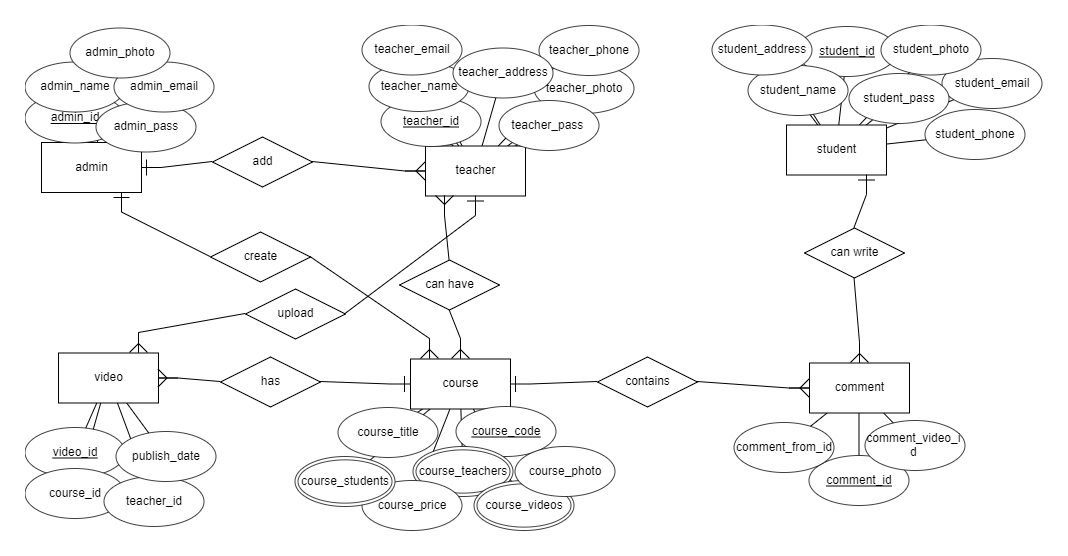 admin_photo
admin_name
admin_email
admin_id
admin_pass
admin
add
teacher_email
teacher_phone
teacher_address
teacher_name
teacher_photo
teacher_id
teacher_pass
teacher
student_address
student_id
student_photo
student_name
student_email
student_pass
student_phone
student
can write
create
can have
upload
video
has
course
contains
comment
video_id
publish_date
course_id
teacher_id
course_title
course_code
course_students
course_teachers
course_photo
course_price
course_videos
comment_from_id
comment_video_I
d
comment_id